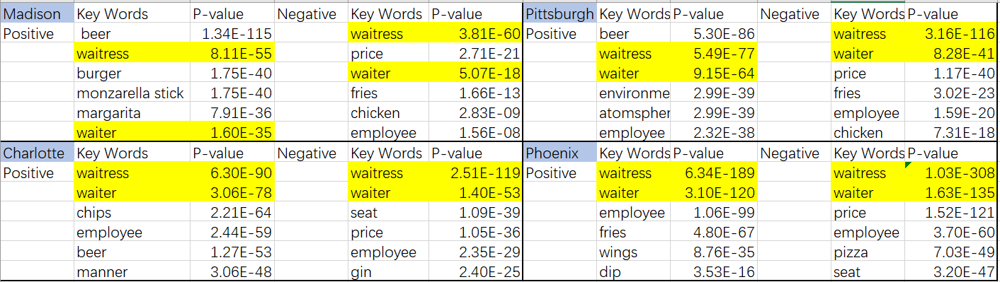 Madison Key Words P-value Negative Key Words P-value Pittsburgh Key Words P-value Negative Key Words P-value
Positive beer 1.34E-115 waitress 3.81E-60 Positive beer 5.30E-86 waitress 3.16E-116
waitress 8.11E-55 price 2.71E-21 waitress 5.49E-77 waiter 8.28E-41
burger 1.75E-40 waiter 5.07E-18 waiter 9.15E-64 price 1.17E-40
monzarella stick 1.75E-40 fries 1.66E-13 environme 2.99E-39 fries 3.02E-23
margarita 7.91E-36 chicken 2.83E-09 atomspher 2.99E-39 employee 1.59E-20
waiter 1.60E-35 employee 1.56E-08 employee 2.32E-38 chicken 7.31E-18
Charlotte Key Words P-value Negative Key Words P-value Phoenix Key Words P-value Negative Key Words P-value
Positive waitress 6.30E-90 waitress 2.51E-119 Positive waitress 6.34E-189 waitress 1.03E-308
waiter 3.06E-78 waiter 1.40E-53 waiter 3.10E-120 waiter 1.63E-135
chips 2.21E-64 seat 1.09E-39 employee 1.06E-99 price 1.52E-121
employee 2.44E-59 price 1.05E-36 fries 4.80E-67 employee 3.70E-60
beer 1.27E-53 employee 2.35E-29 wings 8.76E-35 pizza 7.03E-49
manner 3.06E-48 gin 2.40E-25 dip 3.53E-16 seat 3.20E-47